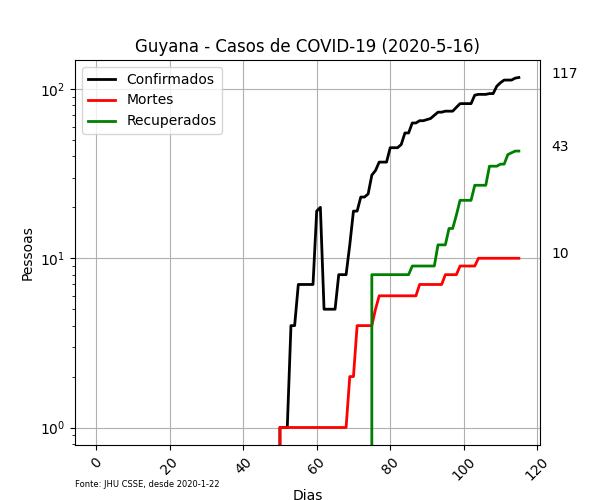 Guyana - Casos de COVID-19 (2020-5-16)
Confirmados
Mortes
Recuperados
117
43
10
10²
10¹
10⁰
Pessoas
0 20 40 60 80 100 120
Fonte: JHU CSSE, desde 2020-1-22
Dias